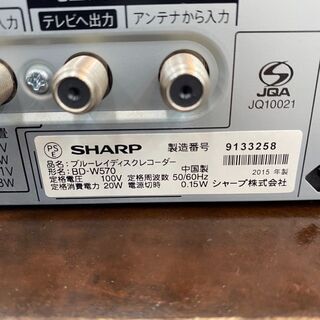 入力
テレビへ出力
アンテナから入力
JQA
JQ10021
PS
E
SHARP
製造番号
9133258
品名:ブルーレイディスクレコーダー
形名:BD-W570
中国製
2015 年製
定格電圧 100V 定格周波数 50/60Hz
定格消費電力 20W 電源切時 0.15W
シャープ株式会社